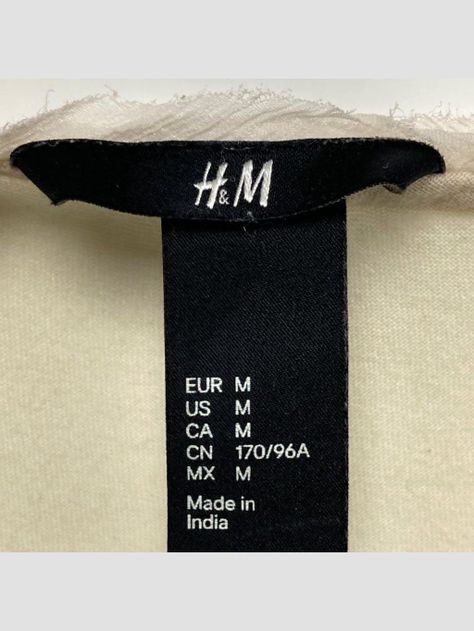 H&M
EUR M
US M
CA M
CN 170/96A
MX M
Made in
India